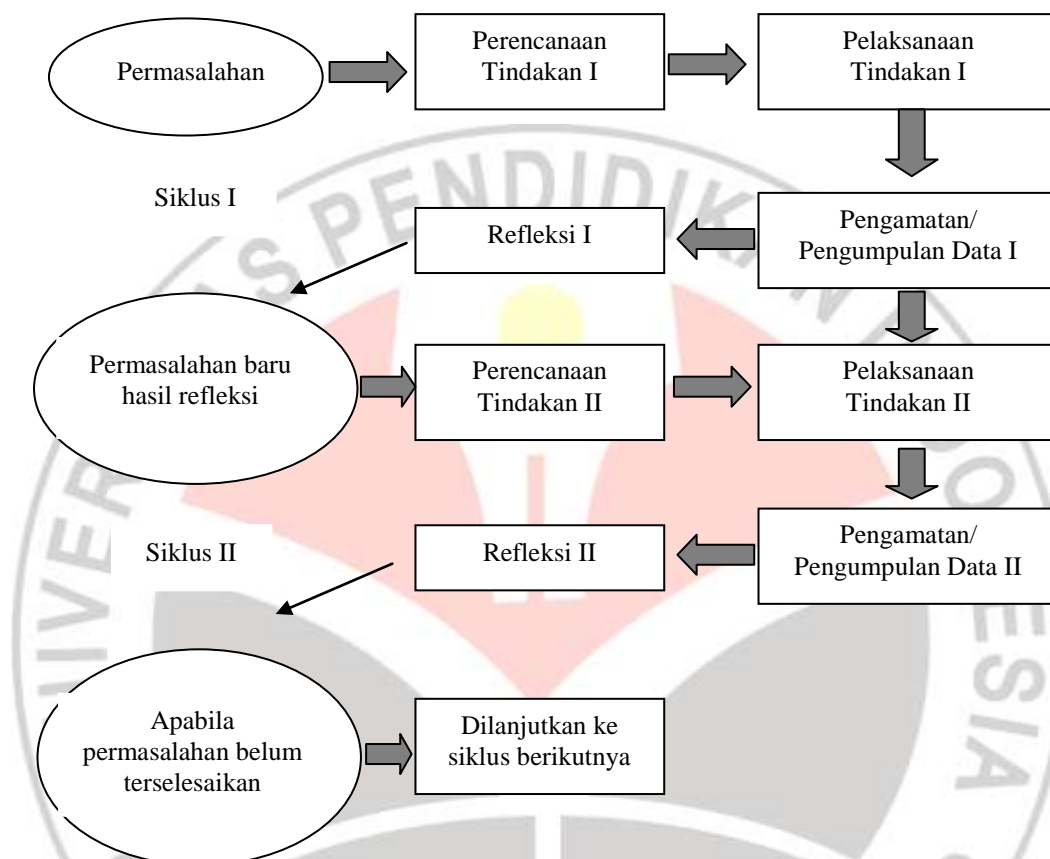 Permasalahan
Perencanaan
Tindakan I
Pelaksanaan
Tindakan I
Siklus I
Refleksi I
Pengamatan/
Pengumpulan Data I
Permasalahan baru
hasil refleksi
Perencanaan
Tindakan II
Pelaksanaan
Tindakan II
Siklus II
Refleksi II
Pengamatan/
Pengumpulan Data II
Apabila
permasalahan belum
terselesaikan
Dilanjutkan ke
siklus berikutnya